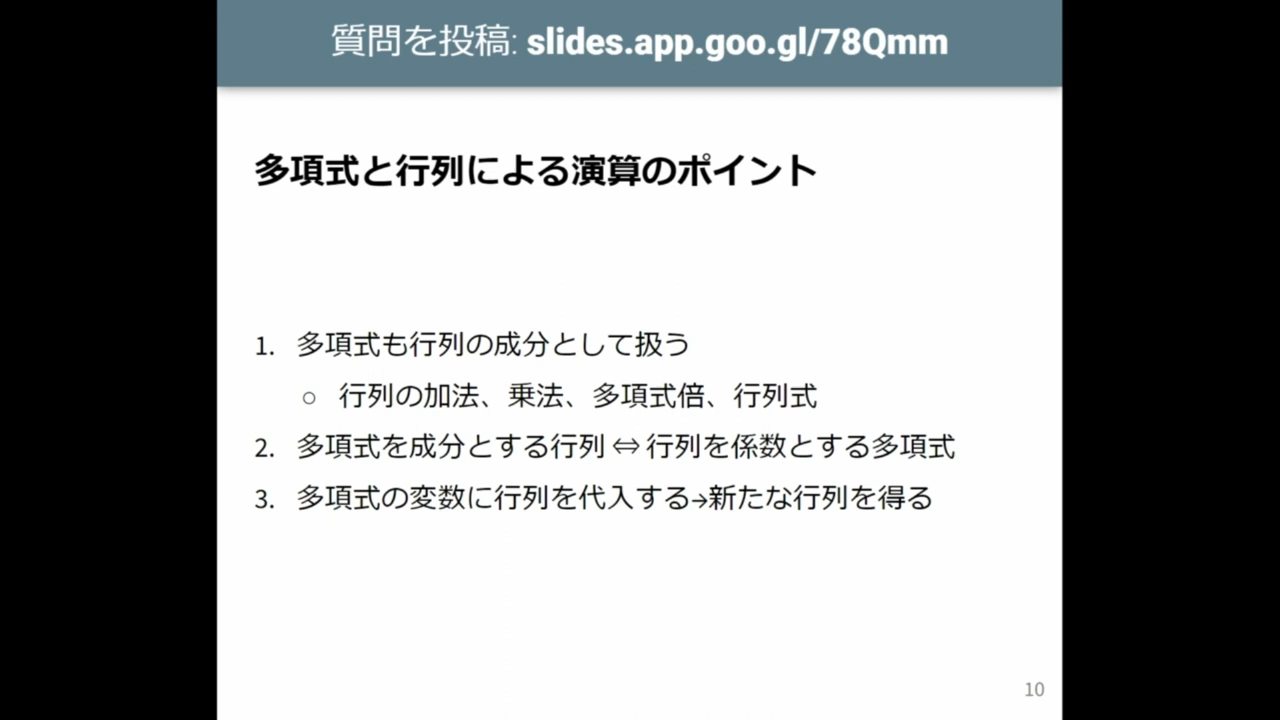 質問を投稿: slides.app.goo.gl/78Qmm
多項式と行列による演算のポイント
1. 多項式も行列の成分として扱う
○ 行列の加法、乗法、多項式倍、行列式
2. 多項式を成分とする行列 ⇔ 行列を係数とする多項式
3. 多項式の変数に行列を代入する→新たな行列を得る
10